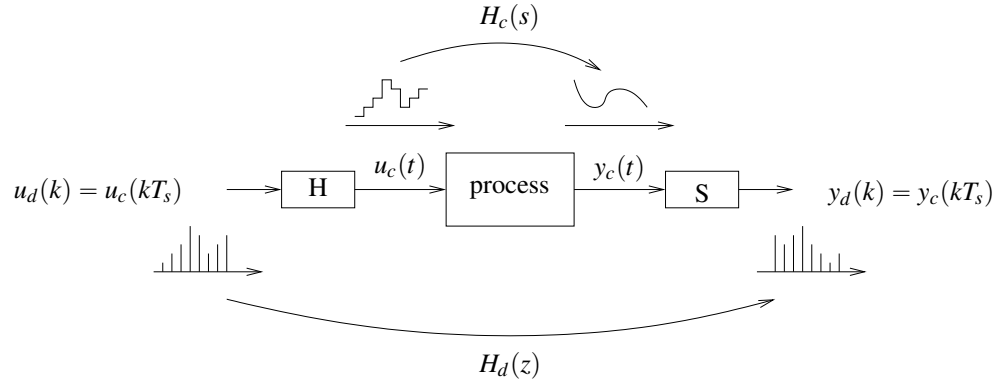 H_c(s)
u_d(k) = u_c(kT_s)
H
u_c(t)
process
y_c(t)
S
y_d(k) = y_c(kT_s)
H_d(z)